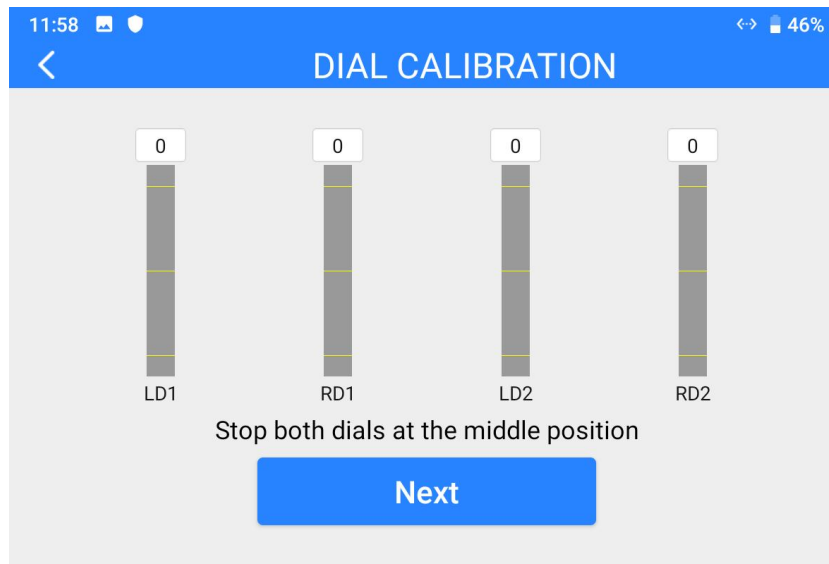 11:58 46%
DIAL CALIBRATION
0 0 0 0
LD1 RD1 LD2 RD2
Stop both dials at the middle position
Next